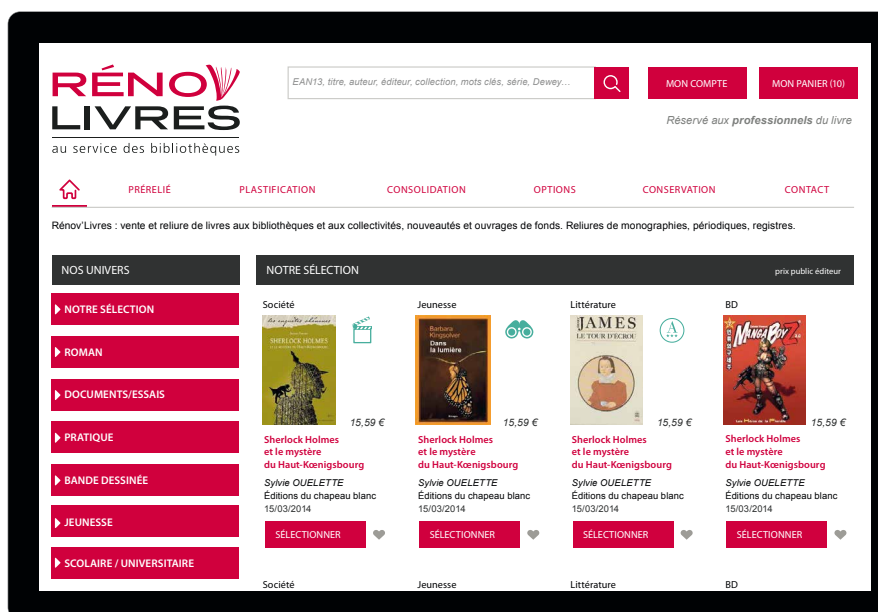 RÉNOV
LIVRES
au service des bibliothèques
EAN13, titre, auteur, éditeur, collection, mots clés, série, Dewey…
MON COMPTE
MON PANIER (10)
Réservé aux professionnels du livre
PRÉRELIÉ
PLASTIFICATION
CONSOLIDATION
OPTIONS
CONSERVATION
CONTACT
Rénov'Livres : vente et reliure de livres aux bibliothèques et aux collectivités, nouveautés et ouvrages de fonds. Reliures de monographies, périodiques, registres.
NOS UNIVERS
NOTRE SÉLECTION
ROMAN
DOCUMENTS/ESSAIS
PRATIQUE
BANDE DESSINÉE
JEUNESSE
SCOLAIRE / UNIVERSITAIRE
NOTRE SÉLECTION
prix public éditeur
Société
SHERLOCK HOLMES
15,59 €
Sherlock Holmes
et le mystère
du Haut-Kœnigsbourg
Sylvie OUELETTE
Éditions du chapeau blanc
15/03/2014
SÉLECTIONNER
Jeunesse
Barbara
Kingsolver
Dans
la lumière
15,59 €
Sherlock Holmes
et le mystère
du Haut-Kœnigsbourg
Sylvie OUELETTE
Éditions du chapeau blanc
15/03/2014
SÉLECTIONNER
Littérature
JAMES
LE TOUR D'ÉCROU
A
15,59 €
Sherlock Holmes
et le mystère
du Haut-Kœnigsbourg
Sylvie OUELETTE
Éditions du chapeau blanc
15/03/2014
SÉLECTIONNER
BD
MANGA BOYZ
15,59 €
Sherlock Holmes
et le mystère
du Haut-Kœnigsbourg
Sylvie OUELETTE
Éditions du chapeau blanc
15/03/2014
SÉLECTIONNER
Société
Jeunesse
Littérature
BD